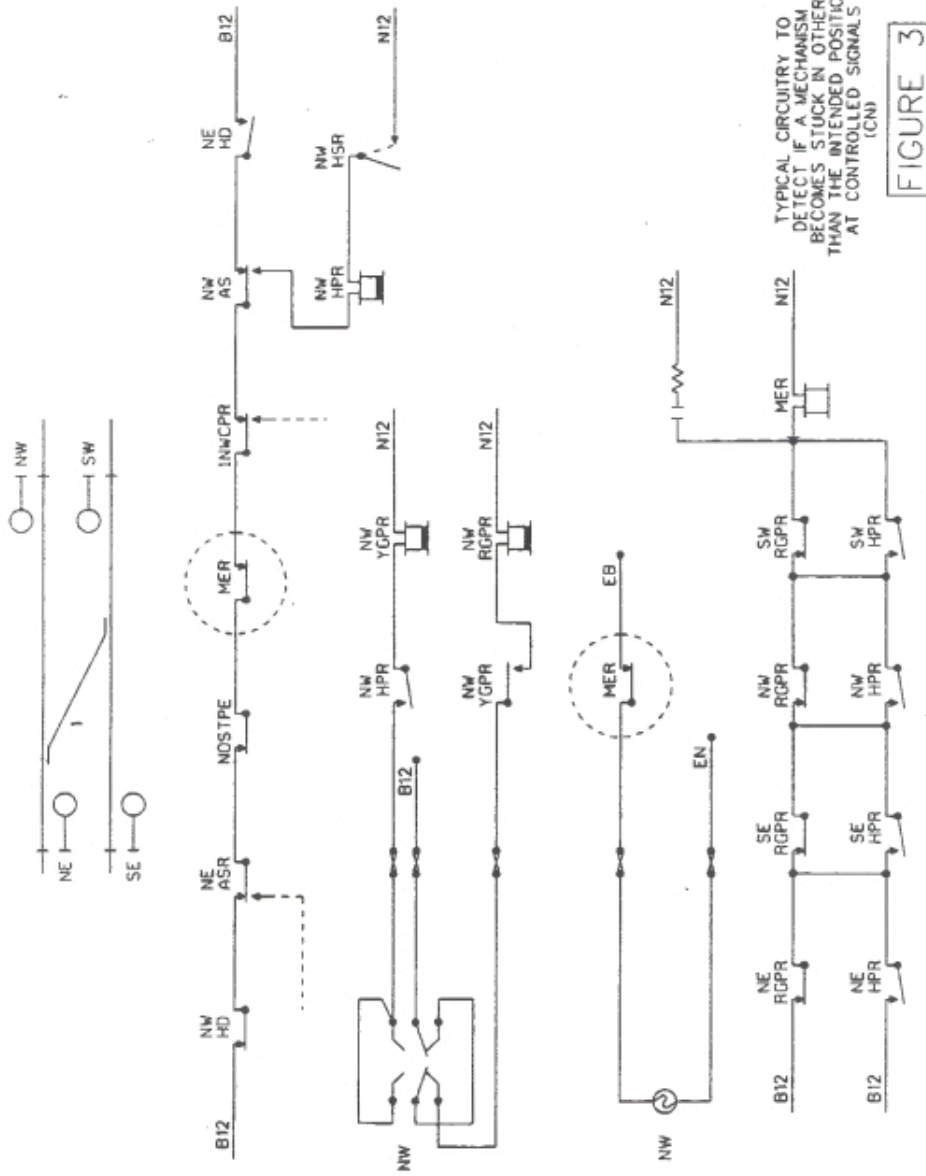 NW
SW
NE
SE
1
B12
NW
HD
NE
ASR
NOSTPE
MER
1NWCPR
NW
AS
NE
HD
B12
NW
HPR
NW
HSR
N12
NW
B12
NW
HPR
NW
YGPR
N12
NW
YGPR
NW
RGPR
N12
NW
MER
EB
EN
B12
NE
RGPR
SE
RGPR
NW
RGPR
SW
RGPR
MER
N12
N12
B12
NE
HPR
SE
HPR
NW
HPR
SW
HPR
TYPICAL CIRCUITRY TO
DETECT IF A MECHANISM
BECOMES STUCK IN OTHER
THAN THE INTENDED POSITIO
AT CONTROLLED SIGNALS
(CN)
FIGURE 3